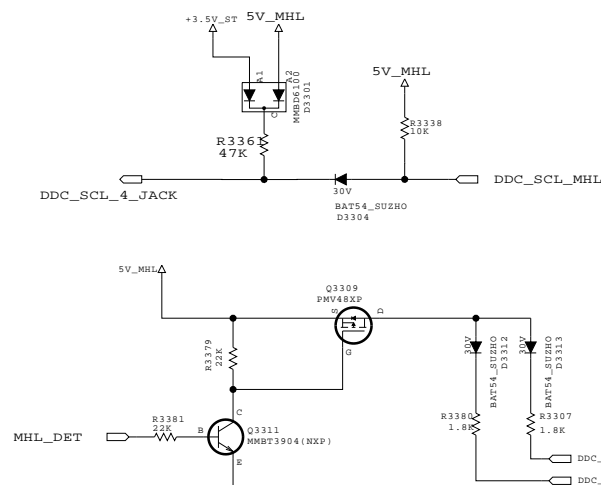 +3.5V_ST
5V_MHL
A1
A2
MMBD6100
D3301
C
5V_MHL
R3338
10K
R3361
47K
DDC_SCL_4_JACK
30V
BAT54_SUZHO
D3304
DDC_SCL_MHL
5V_MHL
Q3309
PMV48XP
S
D
G
R3379
22K
30V
BAT54_SUZHO
D3312
30V
BAT54_SUZHO
D3313
R3380
1.8K
R3307
1.8K
MHL_DET
R3381
22K
B
C
Q3311
MMBT3904(NXP)
E
DDC_
DDC_